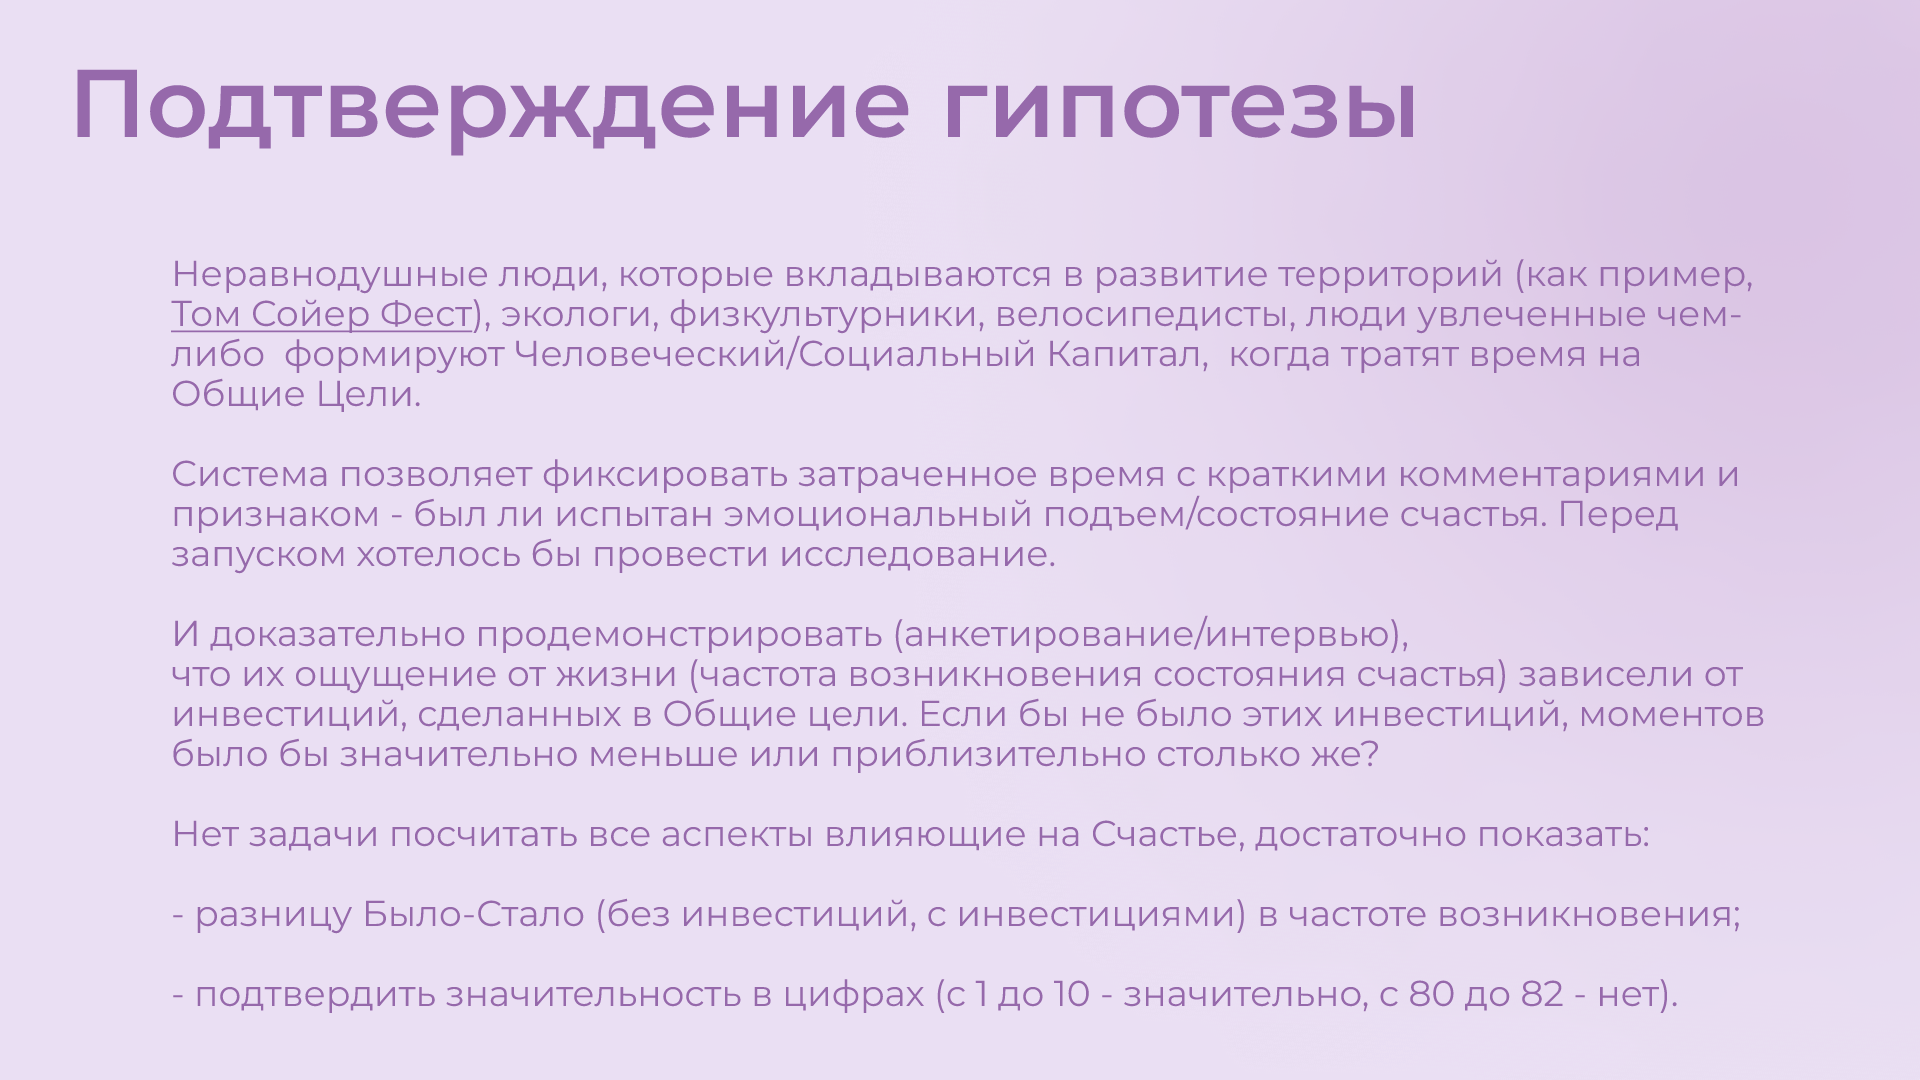 Подтверждение гипотезы
Неравнодушные люди, которые вкладываются в развитие территорий (как пример,
Том Сойер Фест), экологи, физкультурники, велосипедисты, люди увлеченные чем-
либо  формируют Человеческий/Социальный Капитал,  когда тратят время на
Общие Цели.
Система позволяет фиксировать затраченное время с краткими комментариями и
признаком - был ли испытан эмоциональный подъем/состояние счастья. Перед
запуском хотелось бы провести исследование.
И доказательно продемонстрировать (анкетирование/интервью),
что их ощущение от жизни (частота возникновения состояния счастья) зависели от
инвестиций, сделанных в Общие цели. Если бы не было этих инвестиций, моментов
было бы значительно меньше или приблизительно столько же?
Нет задачи посчитать все аспекты влияющие на Счастье, достаточно показать:
- разницу Было-Стало (без инвестиций, с инвестициями) в частоте возникновения;
- подтвердить значительность в цифрах (с 1 до 10 - значительно, с 80 до 82 - нет).